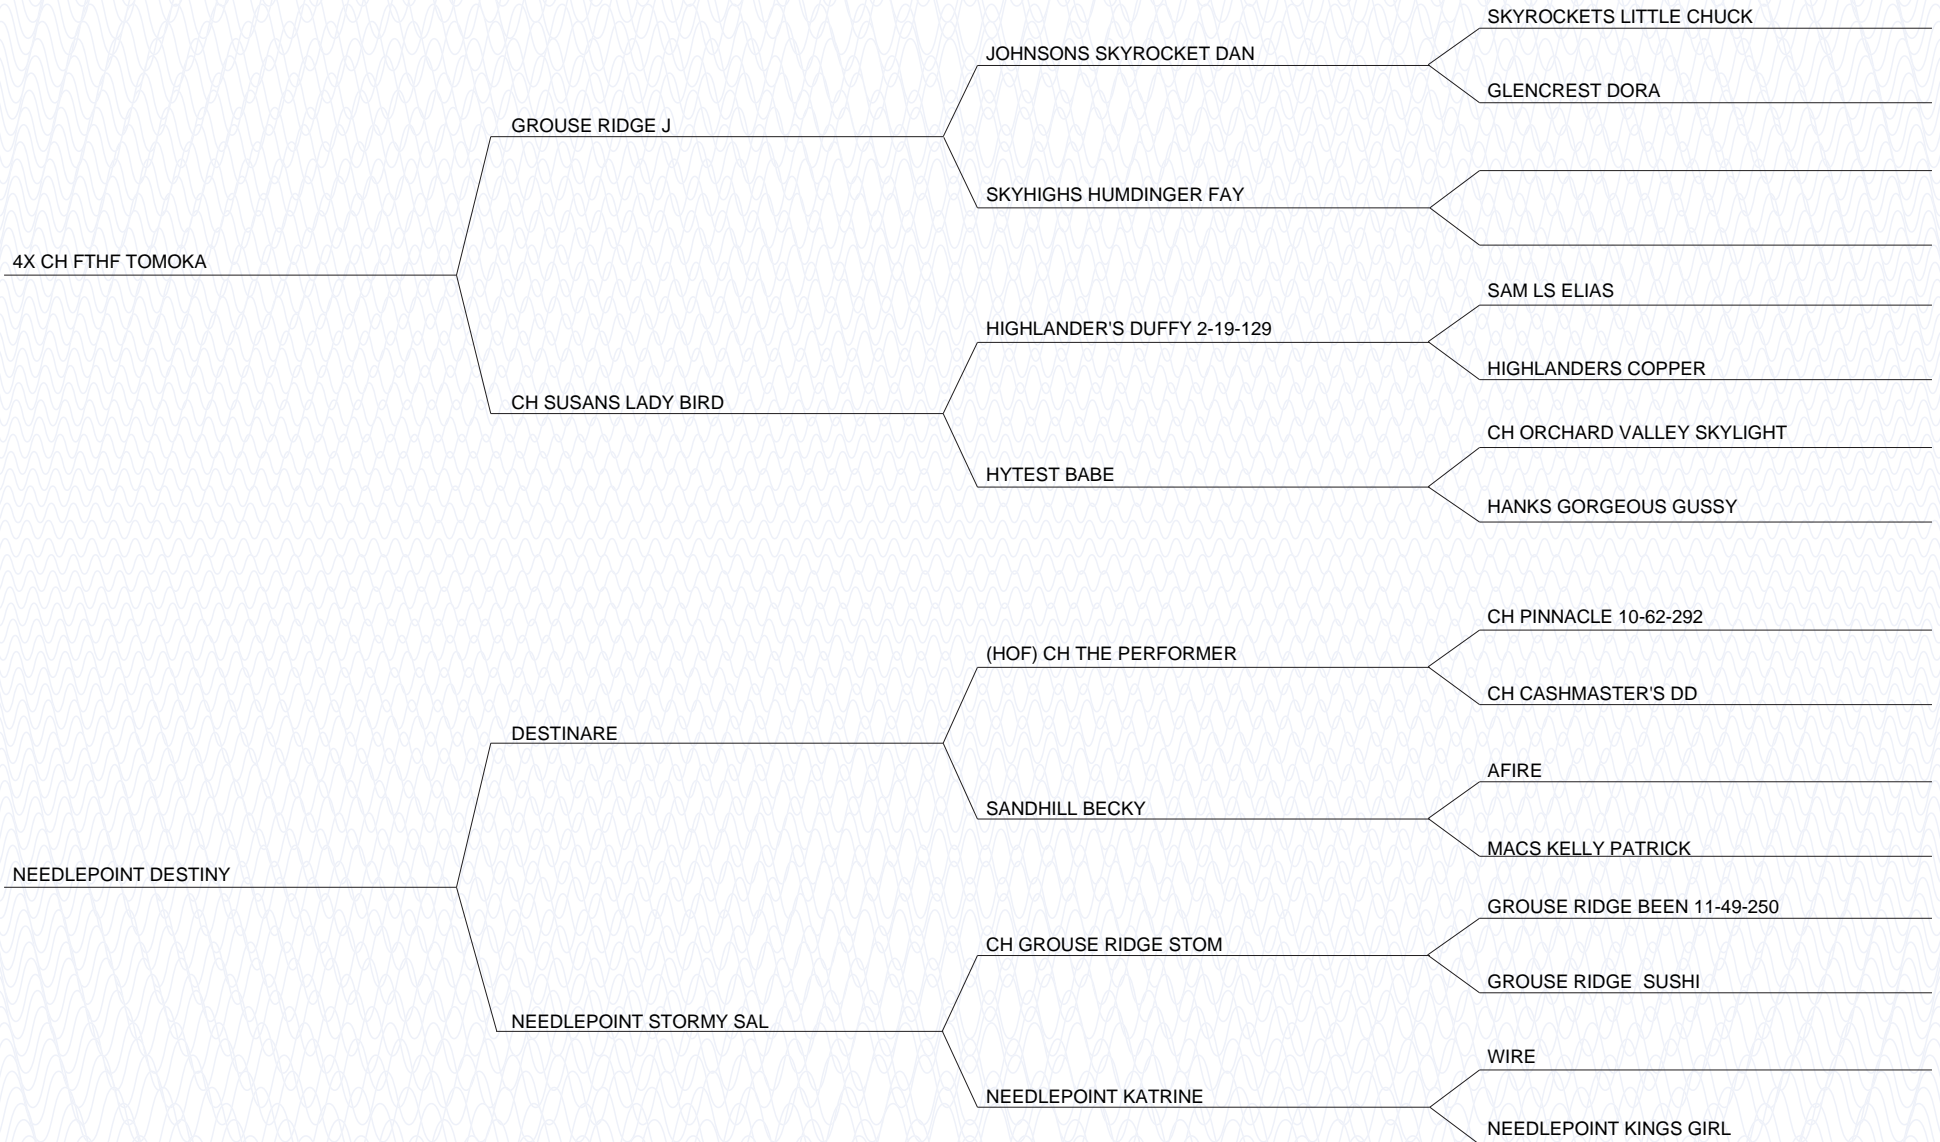 SKYROCKETS LITTLE CHUCK
JOHNSONS SKYROCKET DAN
GLENCREST DORA
GROUSE RIDGE J
SKYHIGHS HUMDINGER FAY
4X CH FTHF TOMOKA
SAM LS ELIAS
HIGHLANDER'S DUFFY 2-19-129
HIGHLANDERS COPPER
CH SUSANS LADY BIRD
CH ORCHARD VALLEY SKYLIGHT
HYTEST BABE
HANKS GORGEOUS GUSSY
CH PINNACLE 10-62-292
(HOF) CH THE PERFORMER
CH CASHMASTER'S DD
DESTINARE
AFIRE
SANDHILL BECKY
MACS KELLY PATRICK
NEEDLEPOINT DESTINY
GROUSE RIDGE BEEN 11-49-250
CH GROUSE RIDGE STOM
GROUSE RIDGE  SUSHI
NEEDLEPOINT STORMY SAL
WIRE
NEEDLEPOINT KATRINE
NEEDLEPOINT KINGS GIRL